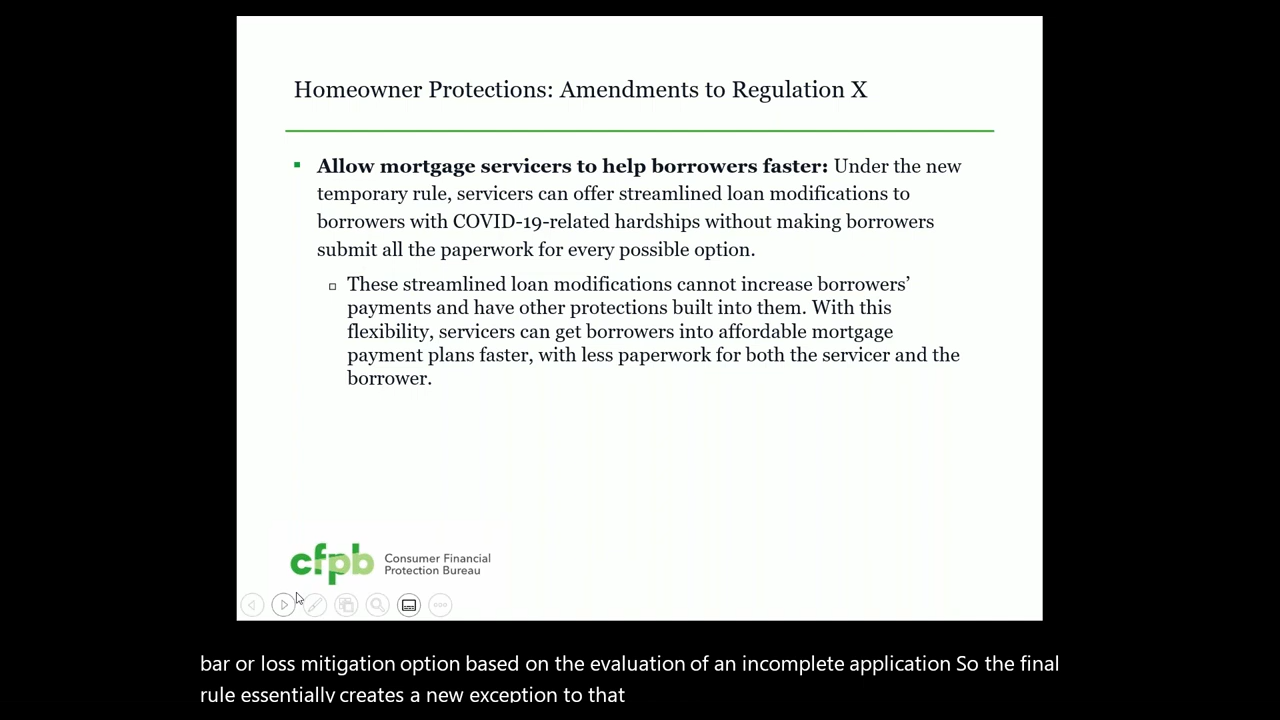 Homeowner Protections: Amendments to Regulation X
Allow mortgage servicers to help borrowers faster: Under the new
temporary rule, servicers can offer streamlined loan modifications to
borrowers with COVID-19-related hardships without making borrowers
submit all the paperwork for every possible option.
These streamlined loan modifications cannot increase borrowers’
payments and have other protections built into them. With this
flexibility, servicers can get borrowers into affordable mortgage
payment plans faster, with less paperwork for both the servicer and the
borrower.
cfpb
Consumer Financial
Protection Bureau
bar or loss mitigation option based on the evaluation of an incomplete application So the final
rule essentially creates a new exception to that